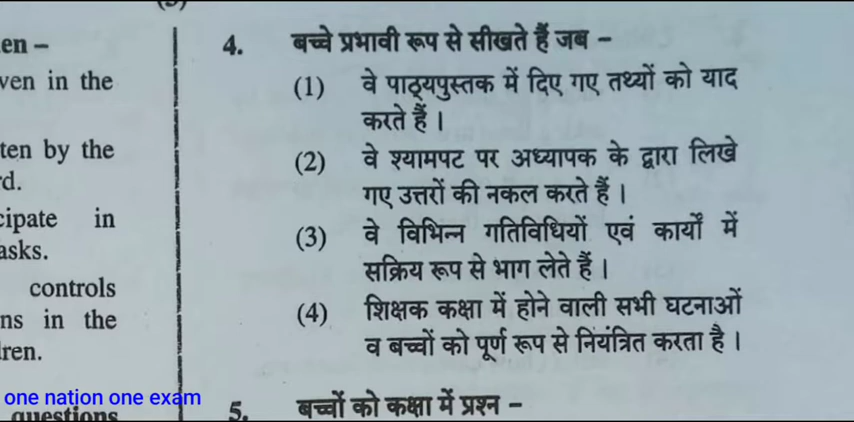 en –
ven in the
ten by the
d.
cipate in
asks.
controls
ns in the
ren.
one nation one exam
questions
4. बच्चे प्रभावी रूप से सीखते हैं जब –
(1) वे पाठ्यपुस्तक में दिए गए तथ्यों को याद
करते हैं ।
(2) वे श्यामपट पर अध्यापक के द्वारा लिखे
गए उत्तरों की नकल करते हैं ।
(3) वे विभिन्न गतिविधियों एवं कार्यों में
सक्रिय रूप से भाग लेते हैं ।
(4) शिक्षक कक्षा में होने वाली सभी घटनाओं
व बच्चों को पूर्ण रूप से नियंत्रित करता है ।
5. बच्चों को कक्षा में प्रश्न –